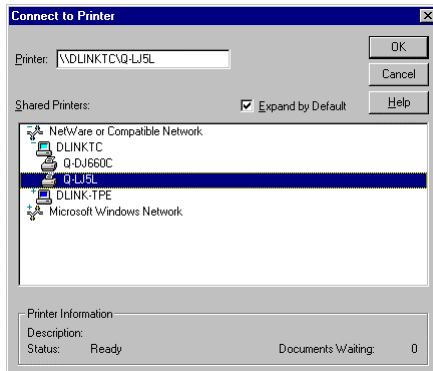 Connect to Printer
Printer: \\DLINKTC\Q-LJ5L
OK
Cancel
Shared Printers:
Expand by Default
Help
NetWare or Compatible Network
DLINKTC
Q-DJ660C
Q-LJ5L
DLINK-TPE
Microsoft Windows Network
Printer Information
Description:
Status: Ready
Documents Waiting: 0